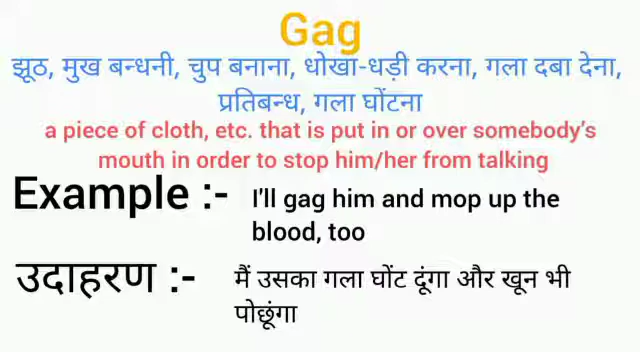 Gag
झूठ, मुख बन्धनी, चुप बनाना, धोखा-धड़ी करना, गला दबा देना,
प्रतिबन्ध, गला घोंटना
a piece of cloth, etc. that is put in or over somebody's
mouth in order to stop him/her from talking
Example :- I'll gag him and mop up the
blood, too
उदाहरण :- मैं उसका गला घोंट दूंगा और खून भी
पोछूंगा